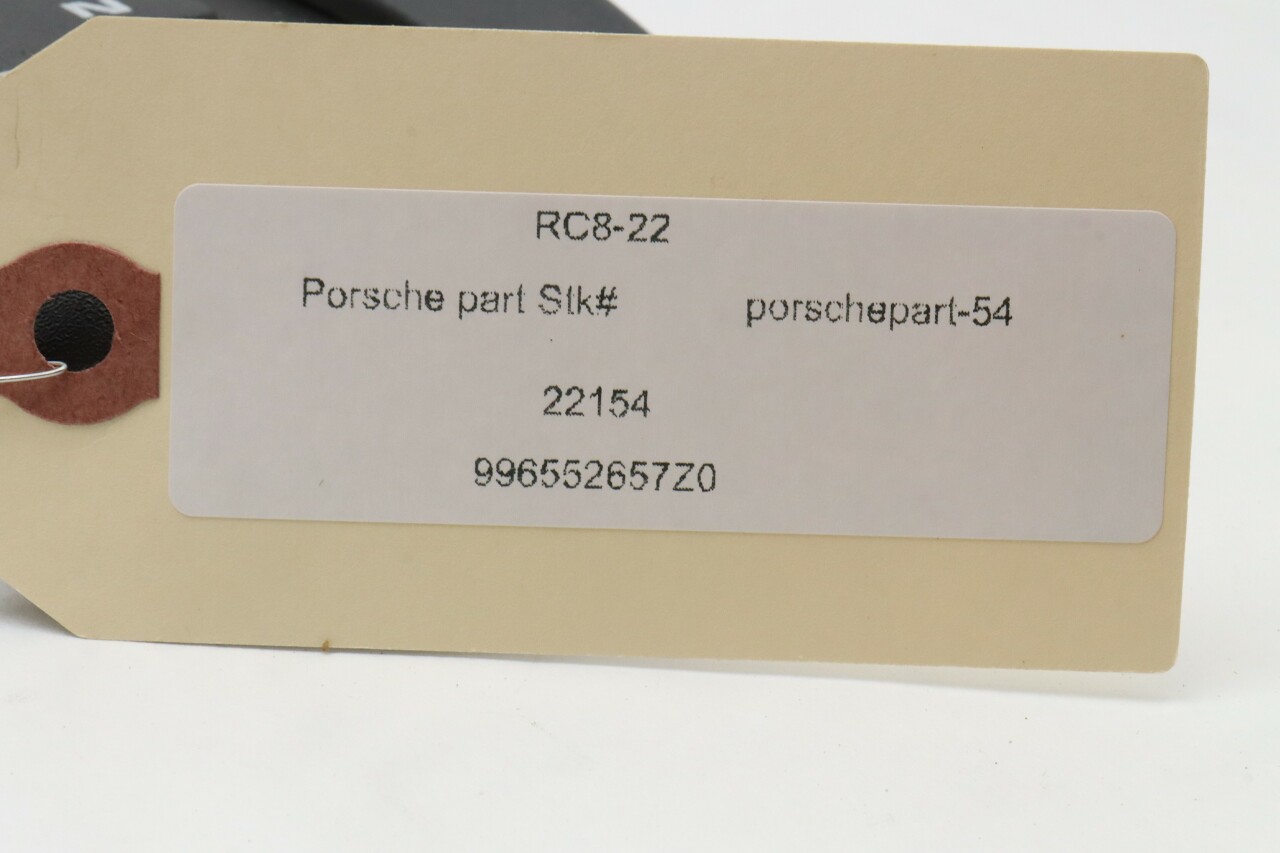 RC8-22
Porsche part Stk# porschepart-54
22154
996552657Z0